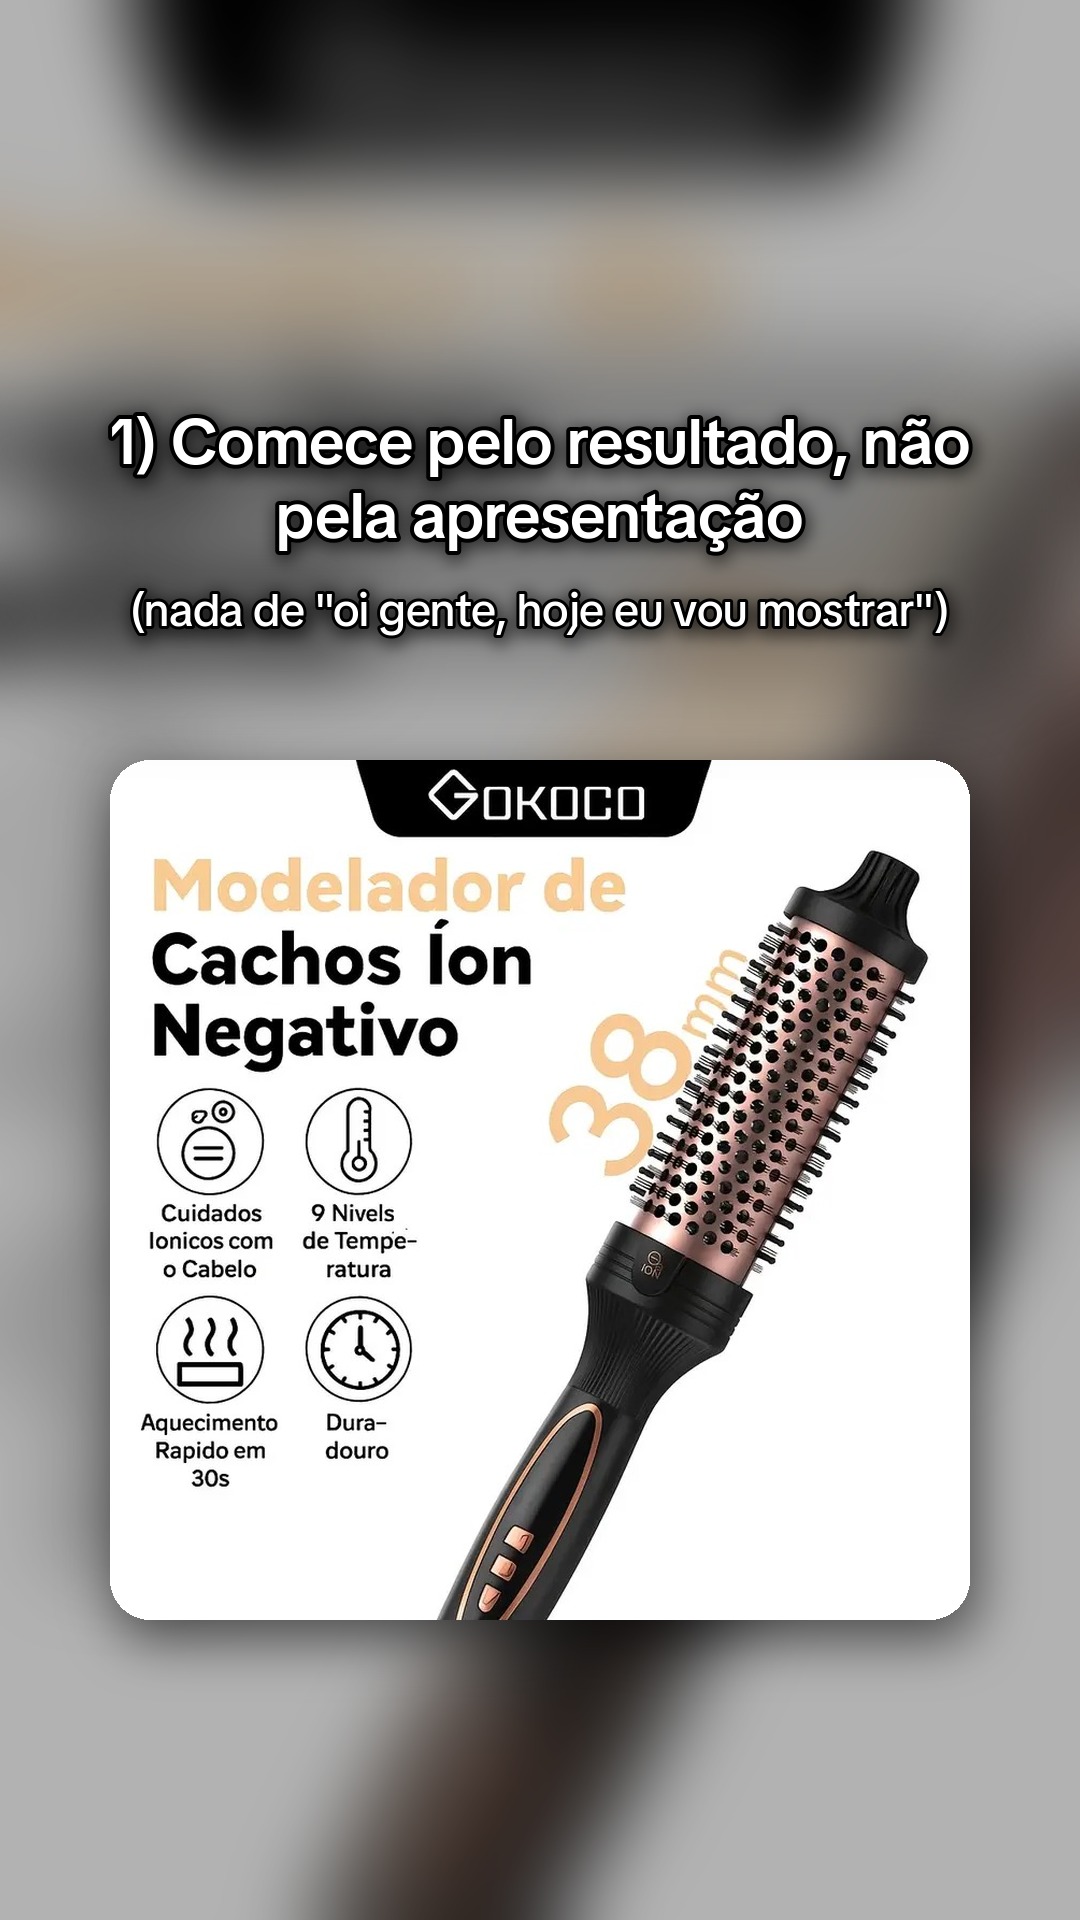 1) Comece pelo resultado, não
pela apresentação
(nada de "oi gente, hoje eu vou mostrar")
GOKOCO
Modelador de
Cachos Íon
Negativo
38mm
Cuidados
Ionicos com
o Cabelo
9 Nivels
de Tempe-
ratura
Aquecimento
Rapido em
30s
Dura-
douro
ION